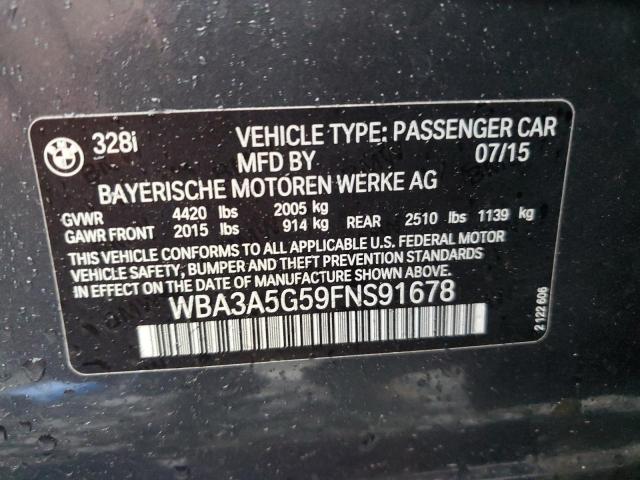 328i VEHICLE TYPE: PASSENGER CAR
MFD BY 07/15
BAYERISCHE MOTOREN WERKE AG
GVWR 4420 lbs 2005 kg
GAWR FRONT 2015 lbs 914 kg REAR 2510 lbs 1139 kg
THIS VEHICLE CONFORMS TO ALL APPLICABLE U.S. FEDERAL MOTOR
VEHICLE SAFETY, BUMPER AND THEFT PREVENTION STANDARDS
IN EFFECT ON THE DATE OF MANUFACTURE SHOWN ABOVE.
WBA3A5G59FNS91678
2 122 606